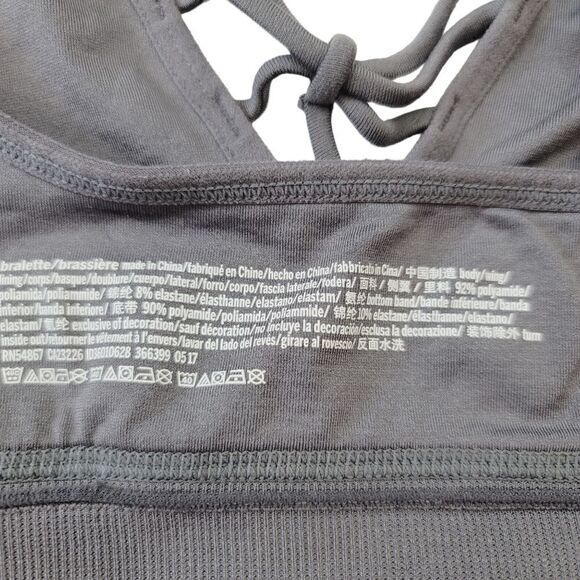 bralette/brassière made in China/fabriqué en Chine/hecho en China/fabbricato in Cina/ 中国制造 body/wing/
lining/corps/basque/doublure/cuerpo/lateral/forro/corpo/fascia laterale/fodera/ 面料/ 侧翼/ 里料 92% polyamide/
poliamida/poliammide/ 锦纶 8% elastane/élasthanne/elastano/elastam/ 氨纶 bottom band/ bande inférieure/banda
inferior/banda inferiore/ 底带 90% polyamide/poliamida/poliammide/ 锦纶 10% elastane/élasthanne/elastano/
elastam/ 氨纶 exclusive of decoration/sauf décoration/no incluye la decoración/esclusa la decorazione/ 装饰除外 turn
inside out/retourner le vêtement à l'envers/lavar del lado del revés/girare al rovescio/ 反面水洗
RN54867 CA23226 366399 0517
40